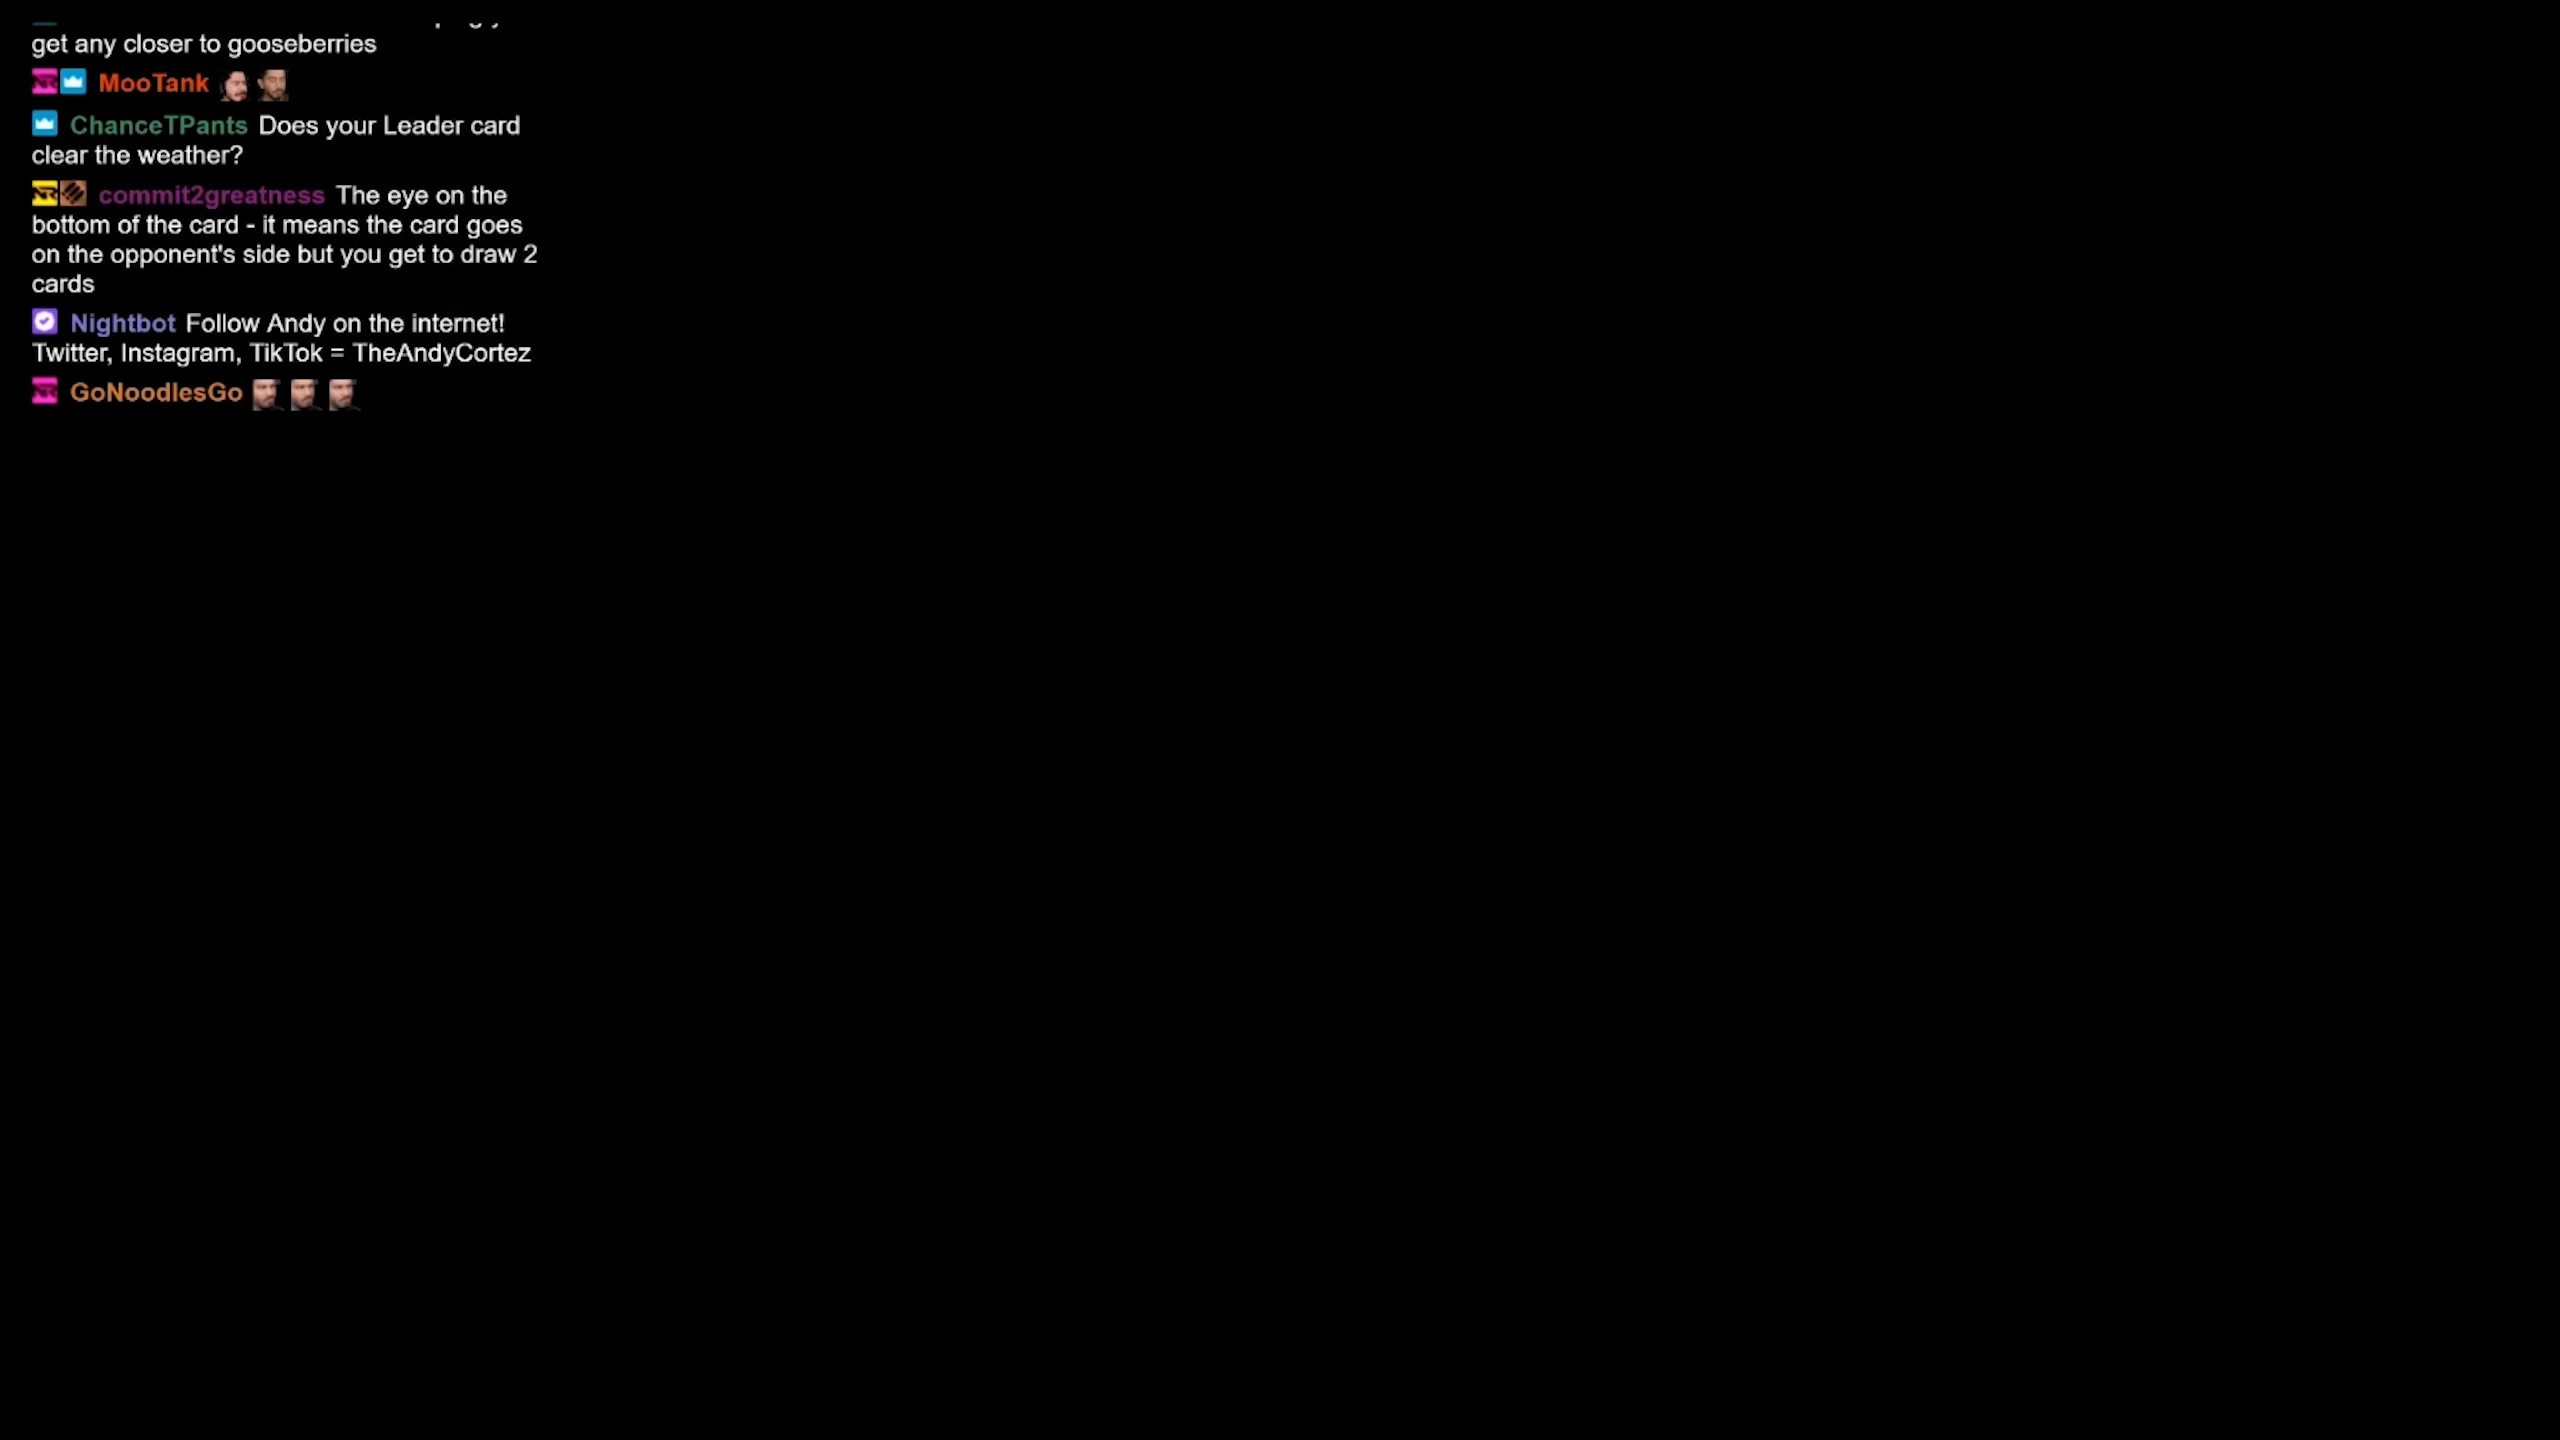 get any closer to gooseberries
MooTank
ChanceTPants Does your Leader card
clear the weather?
commit2greatness The eye on the
bottom of the card - it means the card goes
on the opponent's side but you get to draw 2
cards
Nightbot Follow Andy on the internet!
Twitter, Instagram, TikTok = TheAndyCortez
GoNoodlesGo